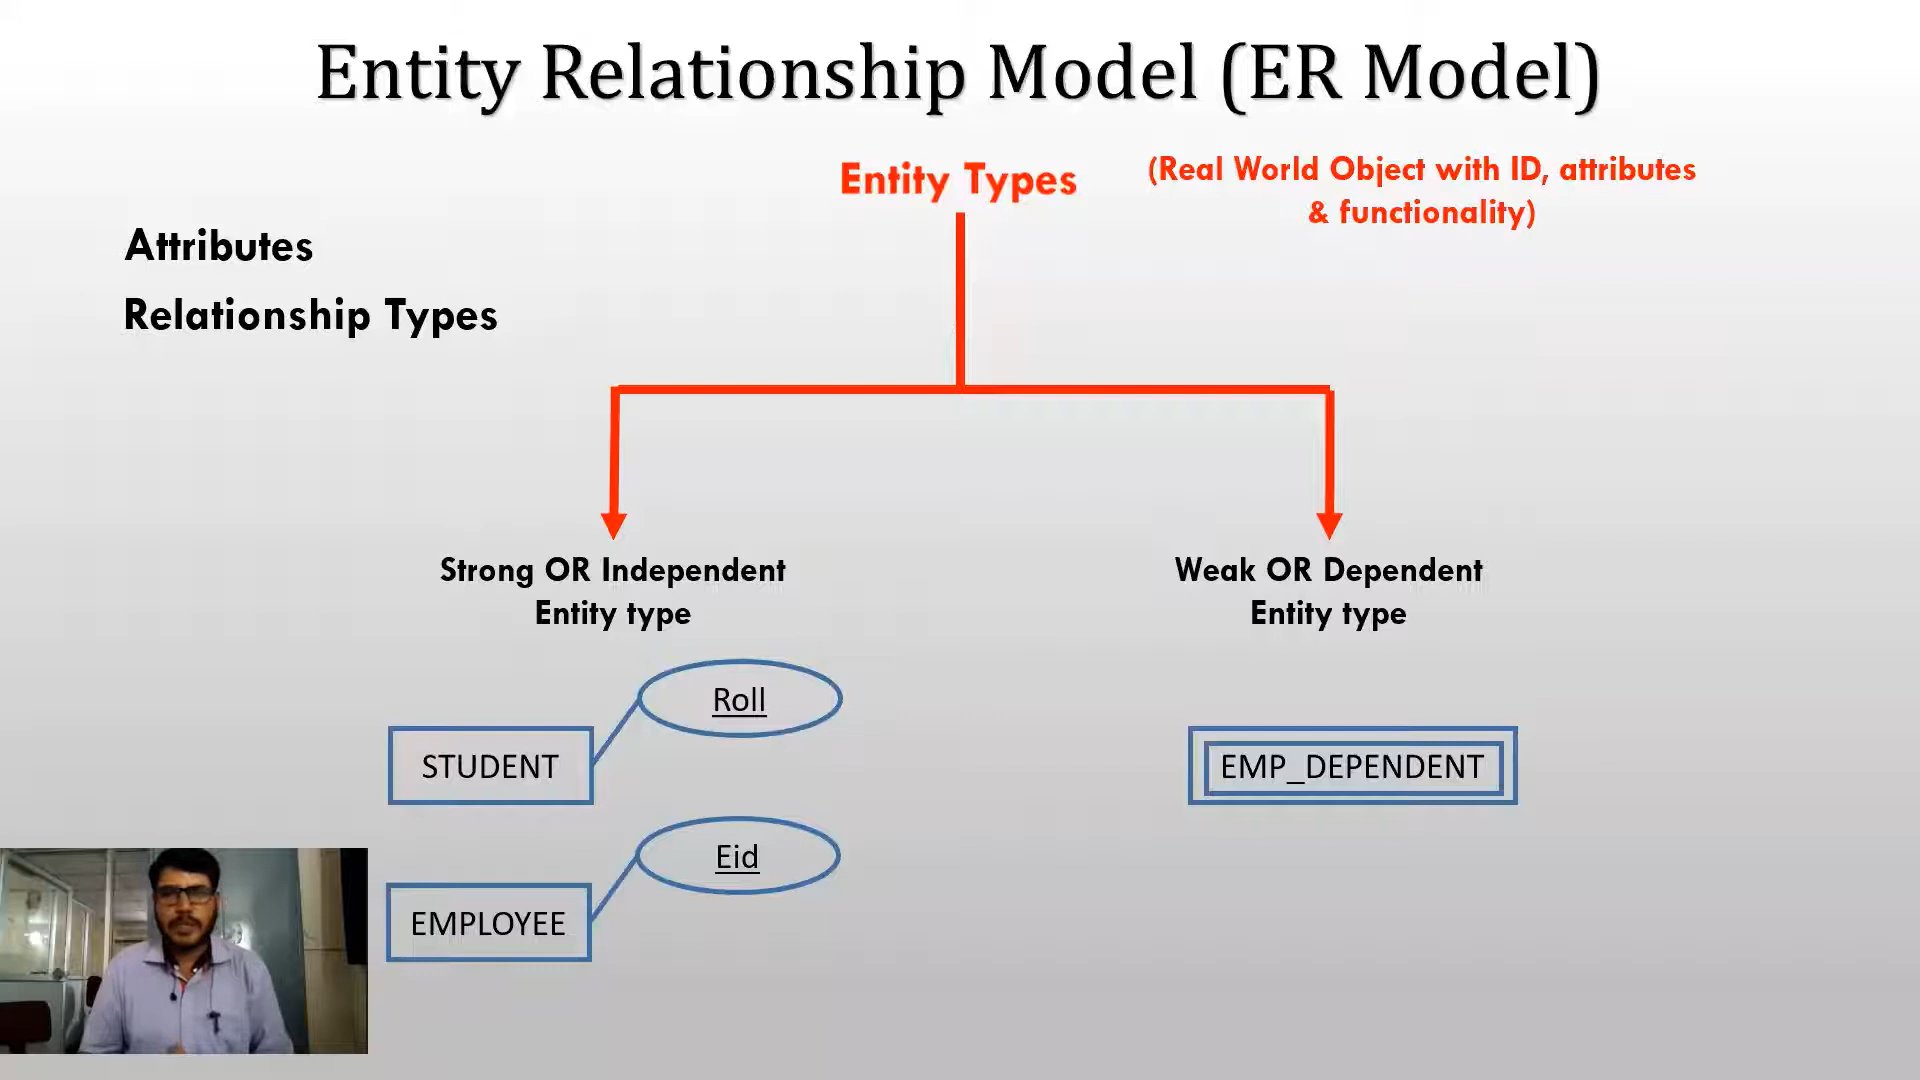 Entity Relationship Model (ER Model)
Entity Types
(Real World Object with ID, attributes
& functionality)
Attributes
Relationship Types
Strong OR Independent
Entity type
Weak OR Dependent
Entity type
Roll
STUDENT
EMP_DEPENDENT
Eid
EMPLOYEE